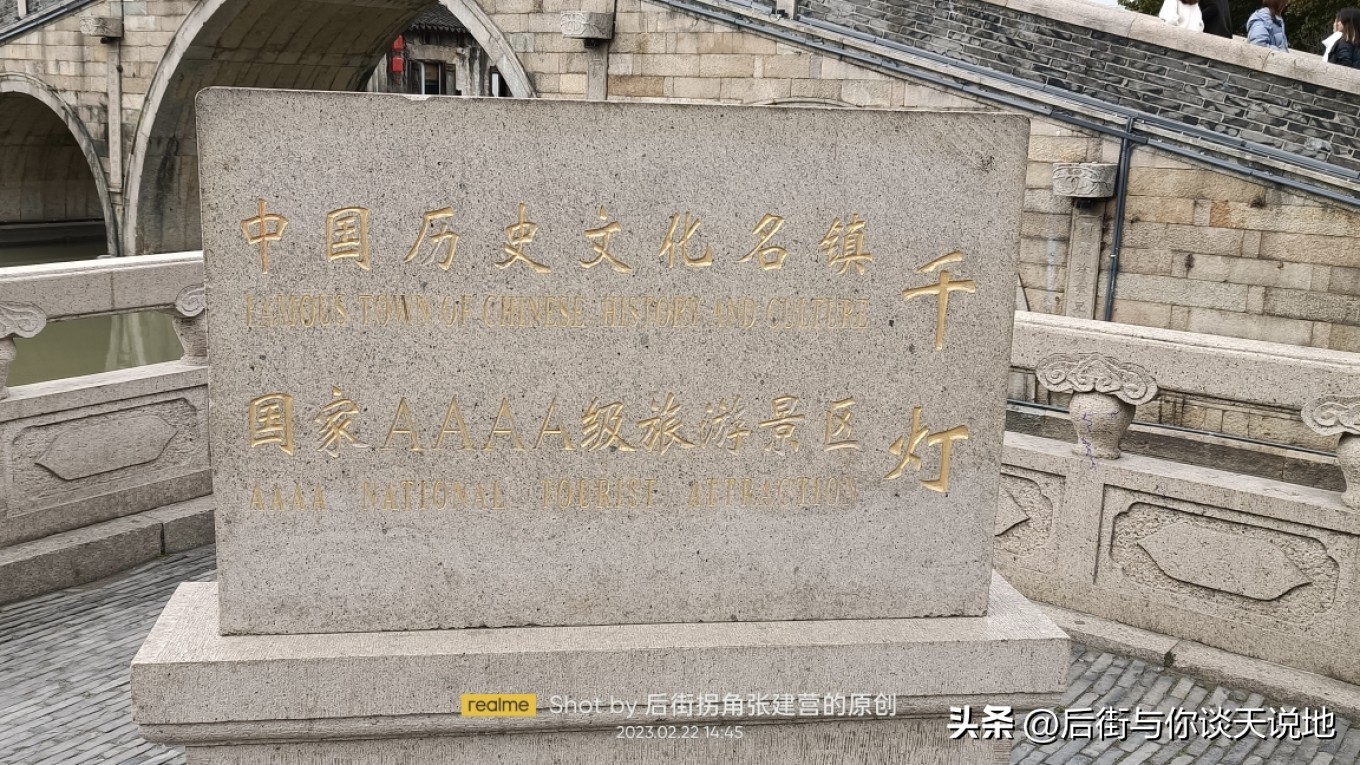 中国历史文化名镇
FAMOUS TOWN OF CHINESE HISTORY AND CULTURE
国家AAAA级旅游景区
AAAA NATIONAL TOURIST ATTRACTION
千灯
realme Shot by 后街拐角张建营的原创
2023.02.22 14:45
头条 @后街与你谈天说地